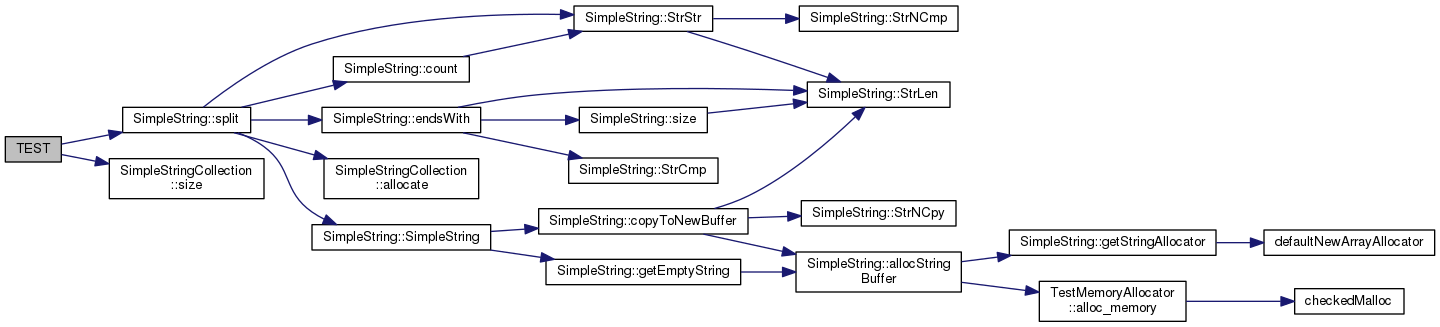 TEST
SimpleString::split
SimpleStringCollection
::size
SimpleString::StrStr
SimpleString::count
SimpleString::endsWith
SimpleStringCollection
::allocate
SimpleString::SimpleString
SimpleString::StrNCmp
SimpleString::StrLen
SimpleString::size
SimpleString::StrCmp
SimpleString::copyToNewBuffer
SimpleString::getEmptyString
SimpleString::StrNCpy
SimpleString::allocString
Buffer
SimpleString::getStringAllocator
TestMemoryAllocator
::alloc_memory
defaultNewArrayAllocator
checkedMalloc